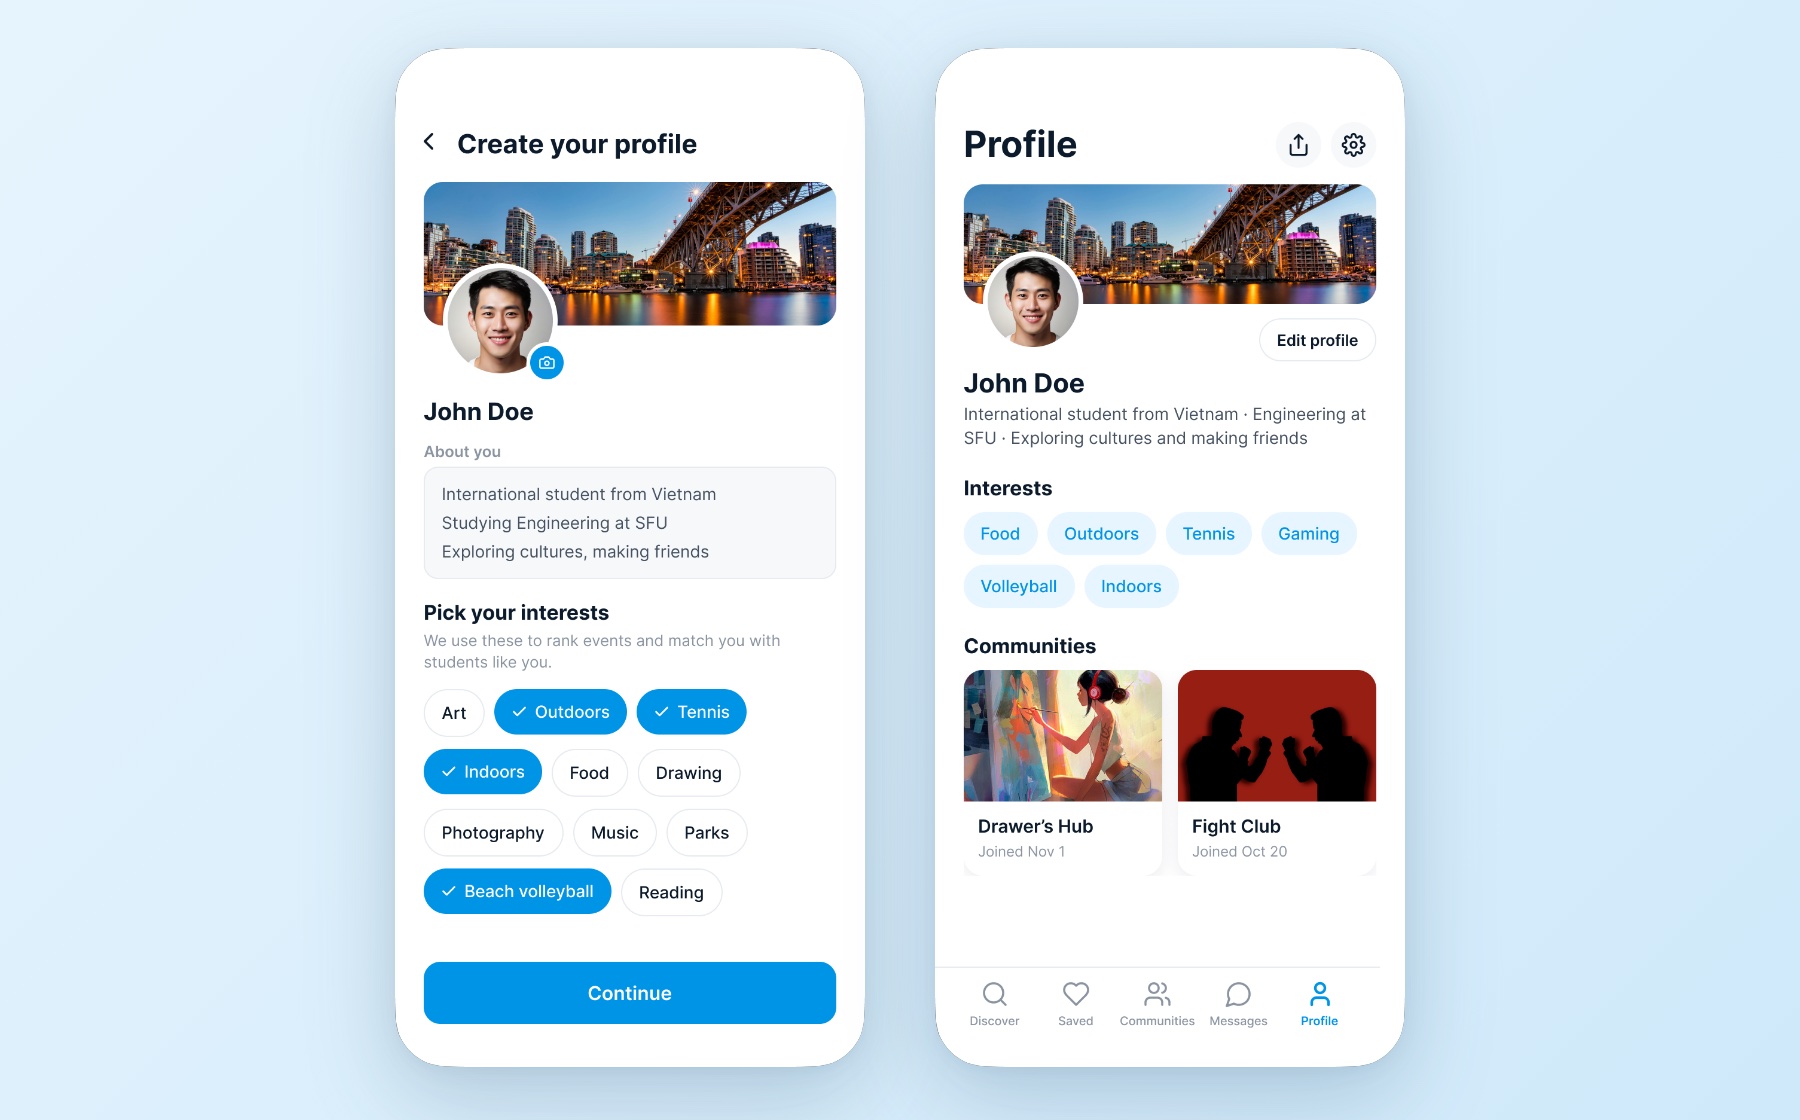 Create your profile
John Doe
About you
International student from Vietnam
Studying Engineering at SFU
Exploring cultures, making friends
Pick your interests
We use these to rank events and match you with
students like you.
Art Outdoors Tennis
Indoors Food Drawing
Photography Music Parks
Beach volleyball Reading
Continue
Profile
Edit profile
John Doe
International student from Vietnam · Engineering at
SFU · Exploring cultures and making friends
Interests
Food Outdoors Tennis Gaming
Volleyball Indoors
Communities
Drawer’s Hub Fight Club
Joined Nov 1 Joined Oct 20
Discover Saved Communities Messages Profile